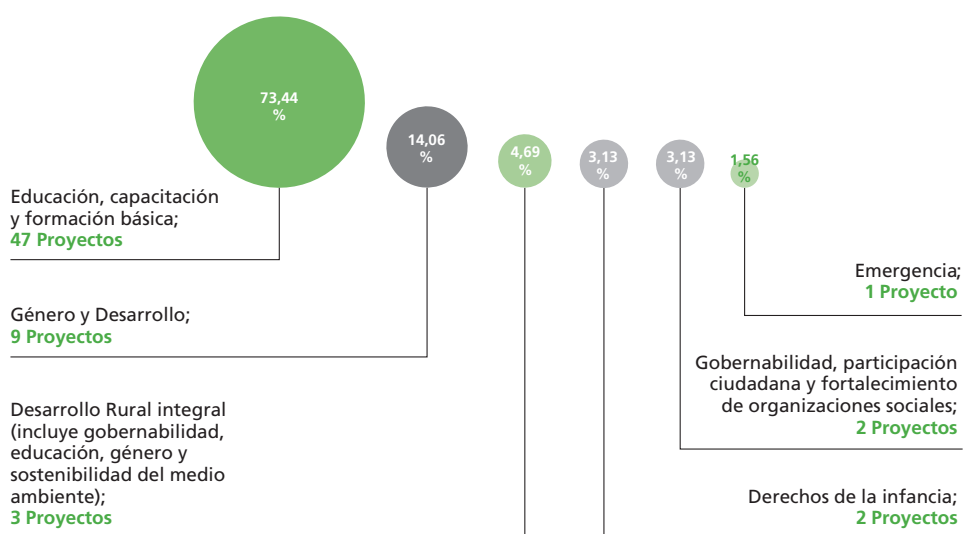 73,44
%
14,06
%
4,69
%
3,13
%
3,13
%
1,56
%
Educación, capacitación
y formación básica;
47 Proyectos
Emergencia;
1 Proyecto
Género y Desarrollo;
9 Proyectos
Gobernabilidad, participación
ciudadana y fortalecimiento
de organizaciones sociales;
2 Proyectos
Desarrollo Rural integral
(incluye gobernabilidad,
educación, género y
sostenibilidad del medio
ambiente);
3 Proyectos
Derechos de la infancia;
2 Proyectos